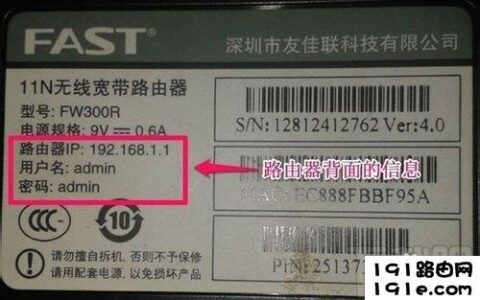 FAST
深圳市友佳联科技有限公司
11N无线宽带路由器
型号: FW300R
电源规格: 9V ⎓ 0.6A
路由器IP: 192.168.1.1
用户名: admin
密码: admin
S/N: 12812412762 Ver:4.0
路由器背面的信息
EC888FBBF95A
CCC
10
PIN: 2513
请勿擅自拆机, 否则不予保修
请用配套电源, 以免损坏产品
191路由网
191e.com